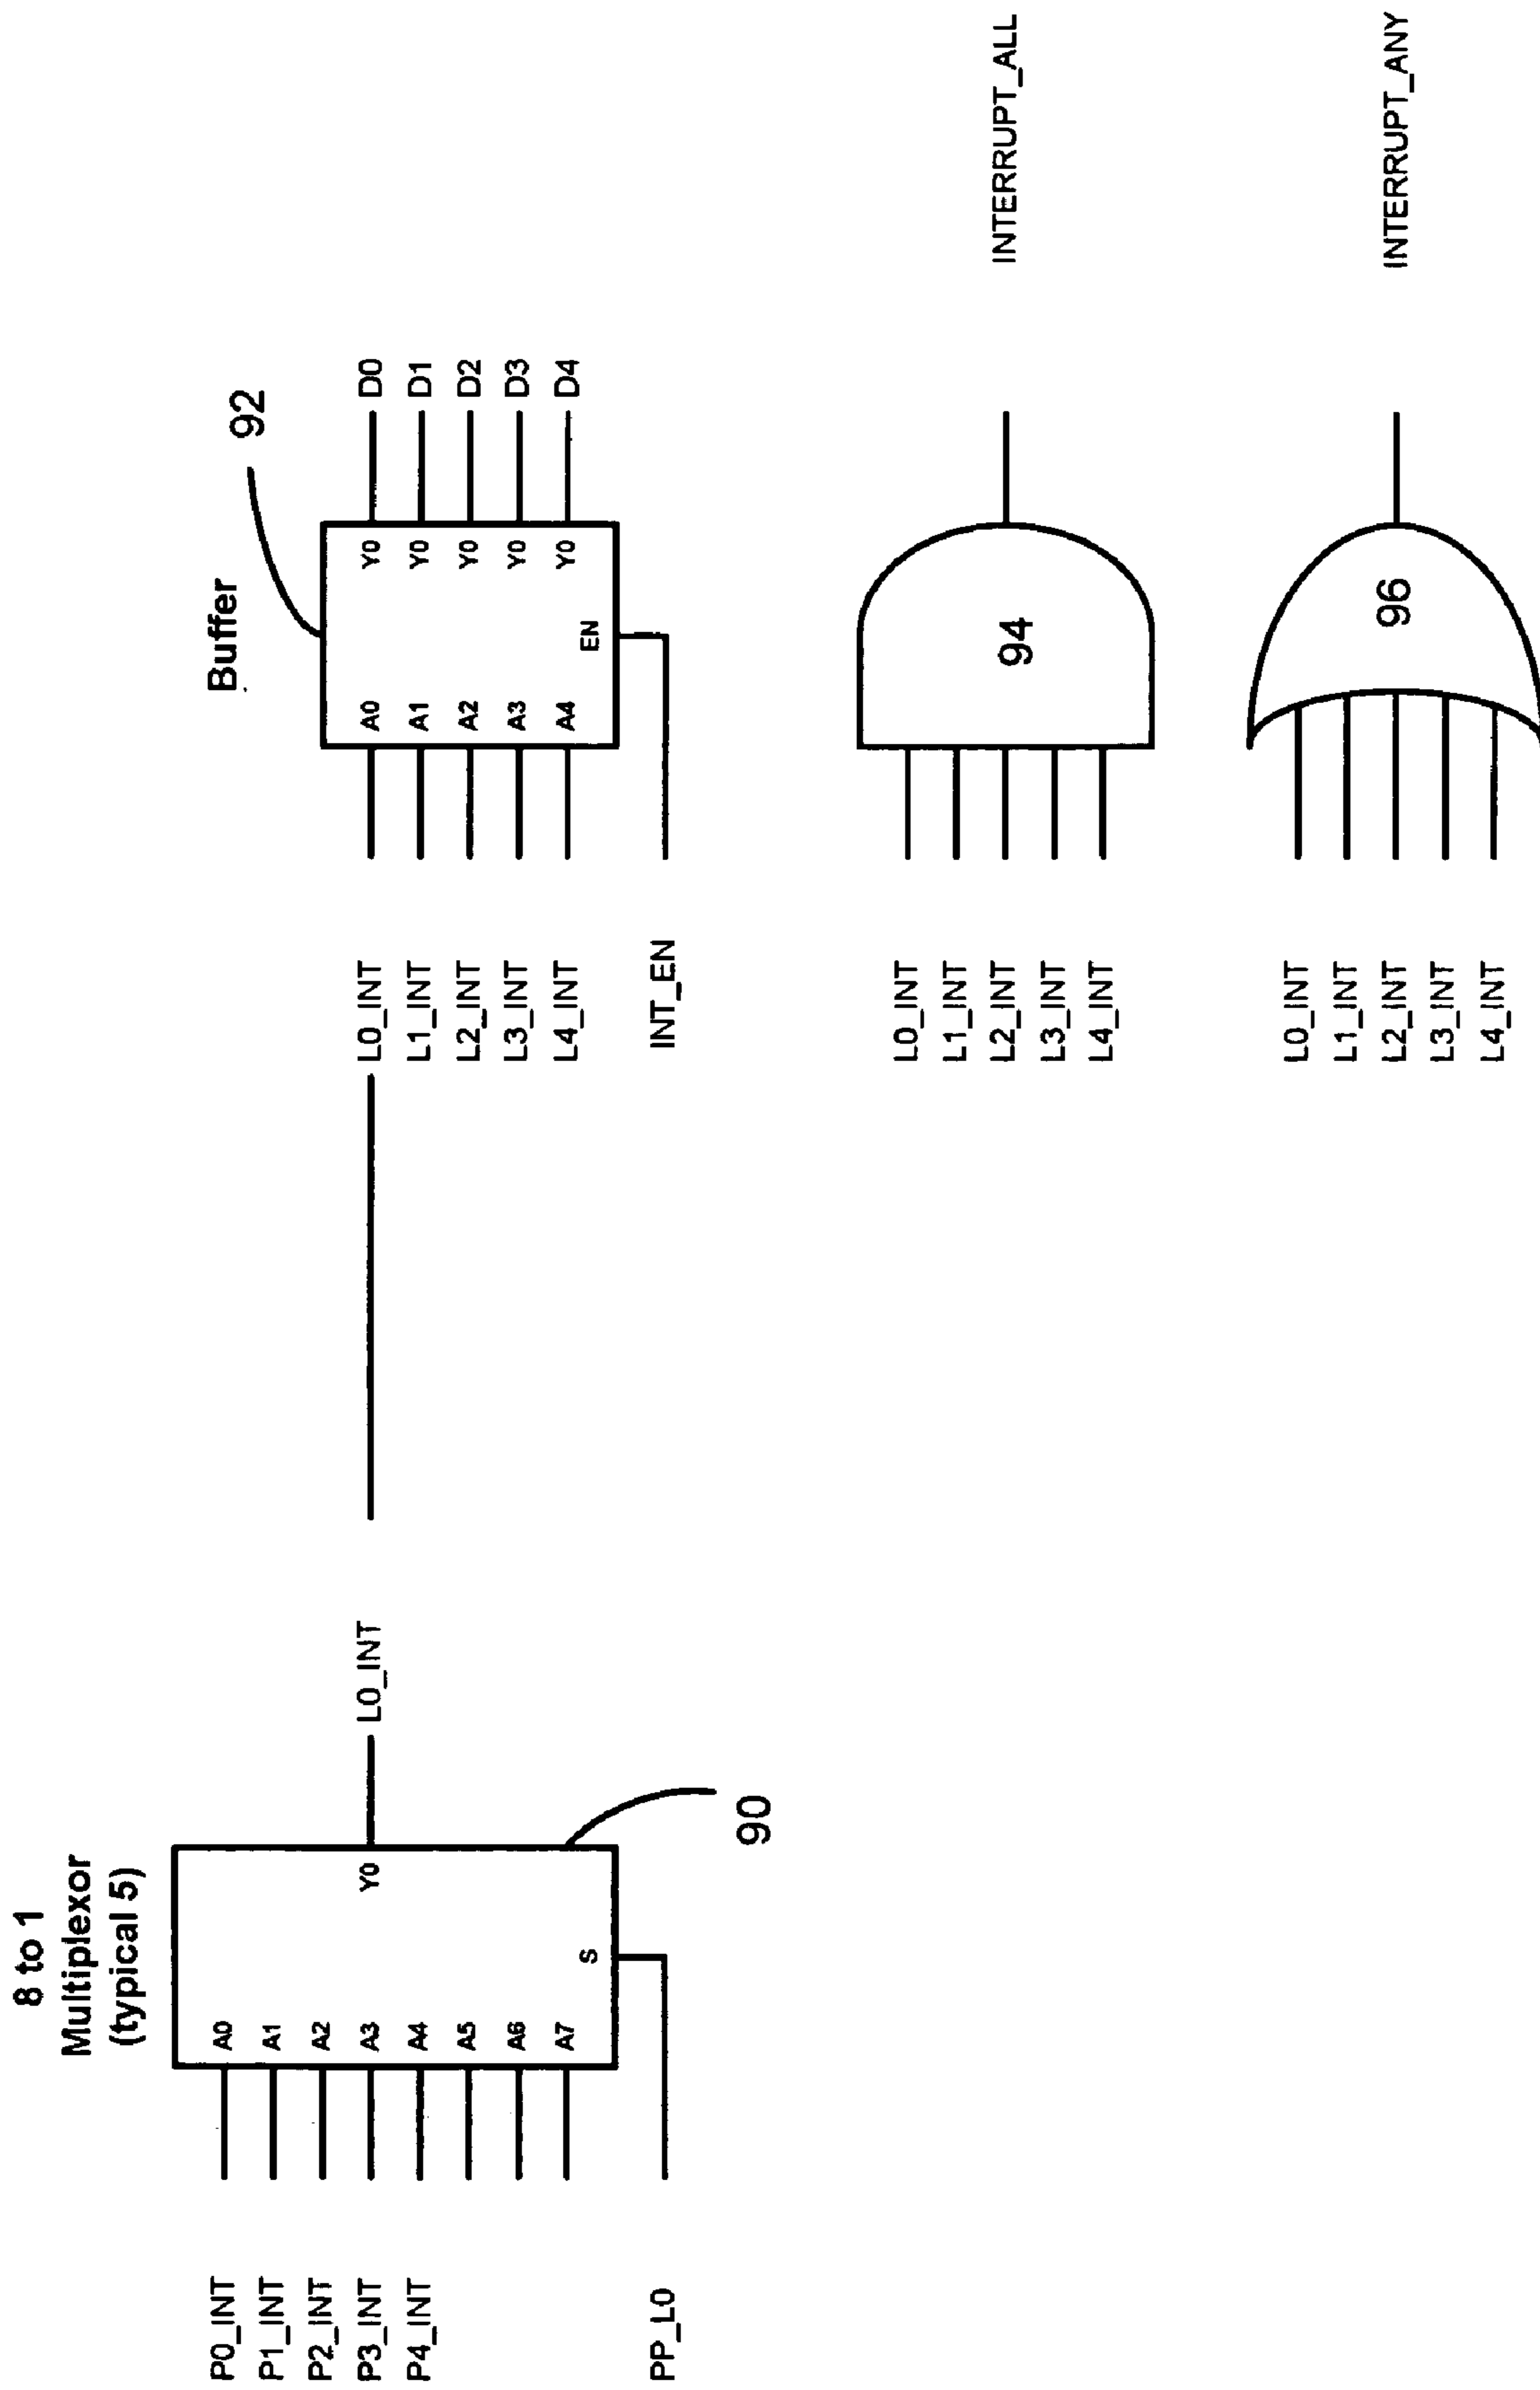 8 to 1
Multiplexor
(typical 5)
P0_INT
P1_INT
P2_INT
P3_INT
P4_INT
PP_L0
A0
A1
A2
A3
A4
A5
A6
A7
S
Y0
90
L0_INT
Buffer
92
L0_INT
L1_INT
L2_INT
L3_INT
L4_INT
INT_EN
A0
A1
A2
A3
A4
EN
Y0
Y0
Y0
Y0
Y0
D0
D1
D2
D3
D4
L0_INT
L1_INT
L2_INT
L3_INT
L4_INT
94
INTERRUPT_ALL
L0_INT
L1_INT
L2_INT
L3_INT
L4_INT
96
INTERRUPT_ANY